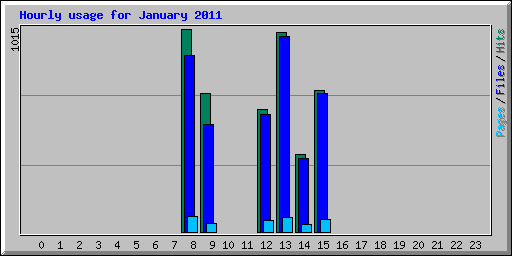 Hourly usage for January 2011
1015
Pages/Files/Hits
0 1 2 3 4 5 6 7 8 9 10 11 12 13 14 15 16 17 18 19 20 21 22 23